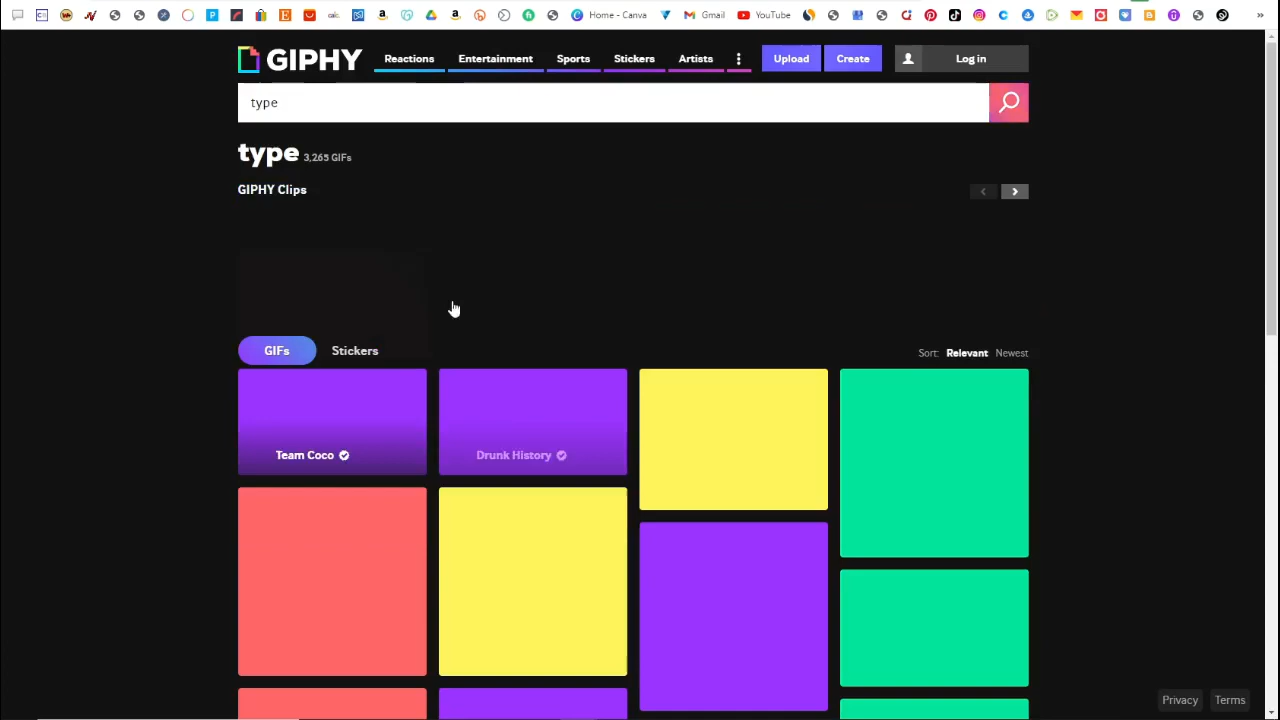 Home - Canva Gmail YouTube »
GIPHY Reactions Entertainment Sports Stickers Artists Upload Create Log in
type
type 3,265 GIFs
GIPHY Clips
GIFs Stickers Sort: Relevant Newest
Team Coco Drunk History
Privacy Terms